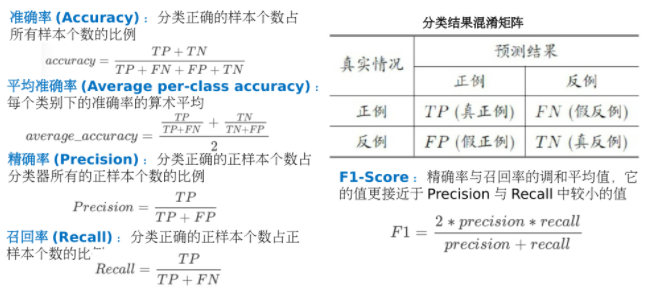 准确率 (Accuracy) ：分类正确的样本个数占
所有样本个数的比例
accuracy = \frac{TP + TN}{TP + FN + FP + TN}
平均准确率 (Average per-class accuracy) ：
每个类别下的准确率的算术平均
average_accuracy = \frac{\frac{TP}{TP+FN} + \frac{TN}{TN+FP}}{2}
精确率 (Precision) ：分类正确的正样本个数占
分类器所有的正样本个数的比例
Precision = \frac{TP}{TP + FP}
召回率 (Recall) ：分类正确的正样本个数占正
样本个数的比
Recall = \frac{TP}{TP + FN}
分类结果混淆矩阵
真实情况 预测结果
正例 反例
正例 TP (真正例) FN (假反例)
反例 FP (假正例) TN (真反例)
F1-Score ：精确率与召回率的调和平均值，它
的值更接近于 Precision 与 Recall 中较小的值
F1 = \frac{2 * precision * recall}{precision + recall}